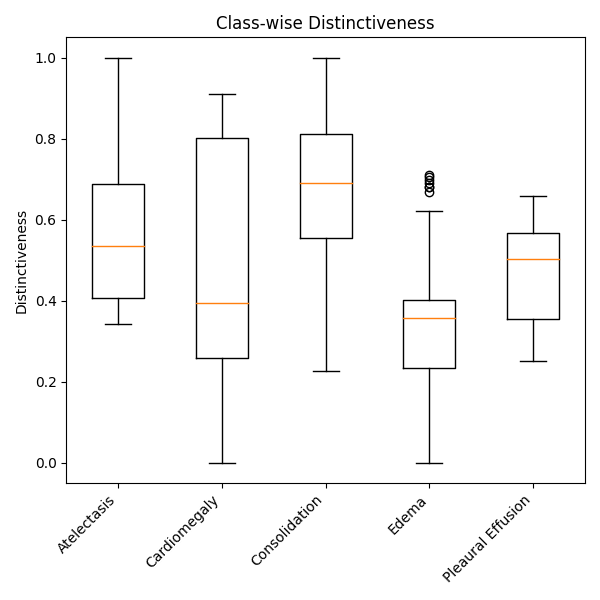 Class-wise Distinctiveness
Distinctiveness
1.0
0.8
0.6
0.4
0.2
0.0
Atelectasis
Cardiomegaly
Consolidation
Edema
Pleaural Effusion